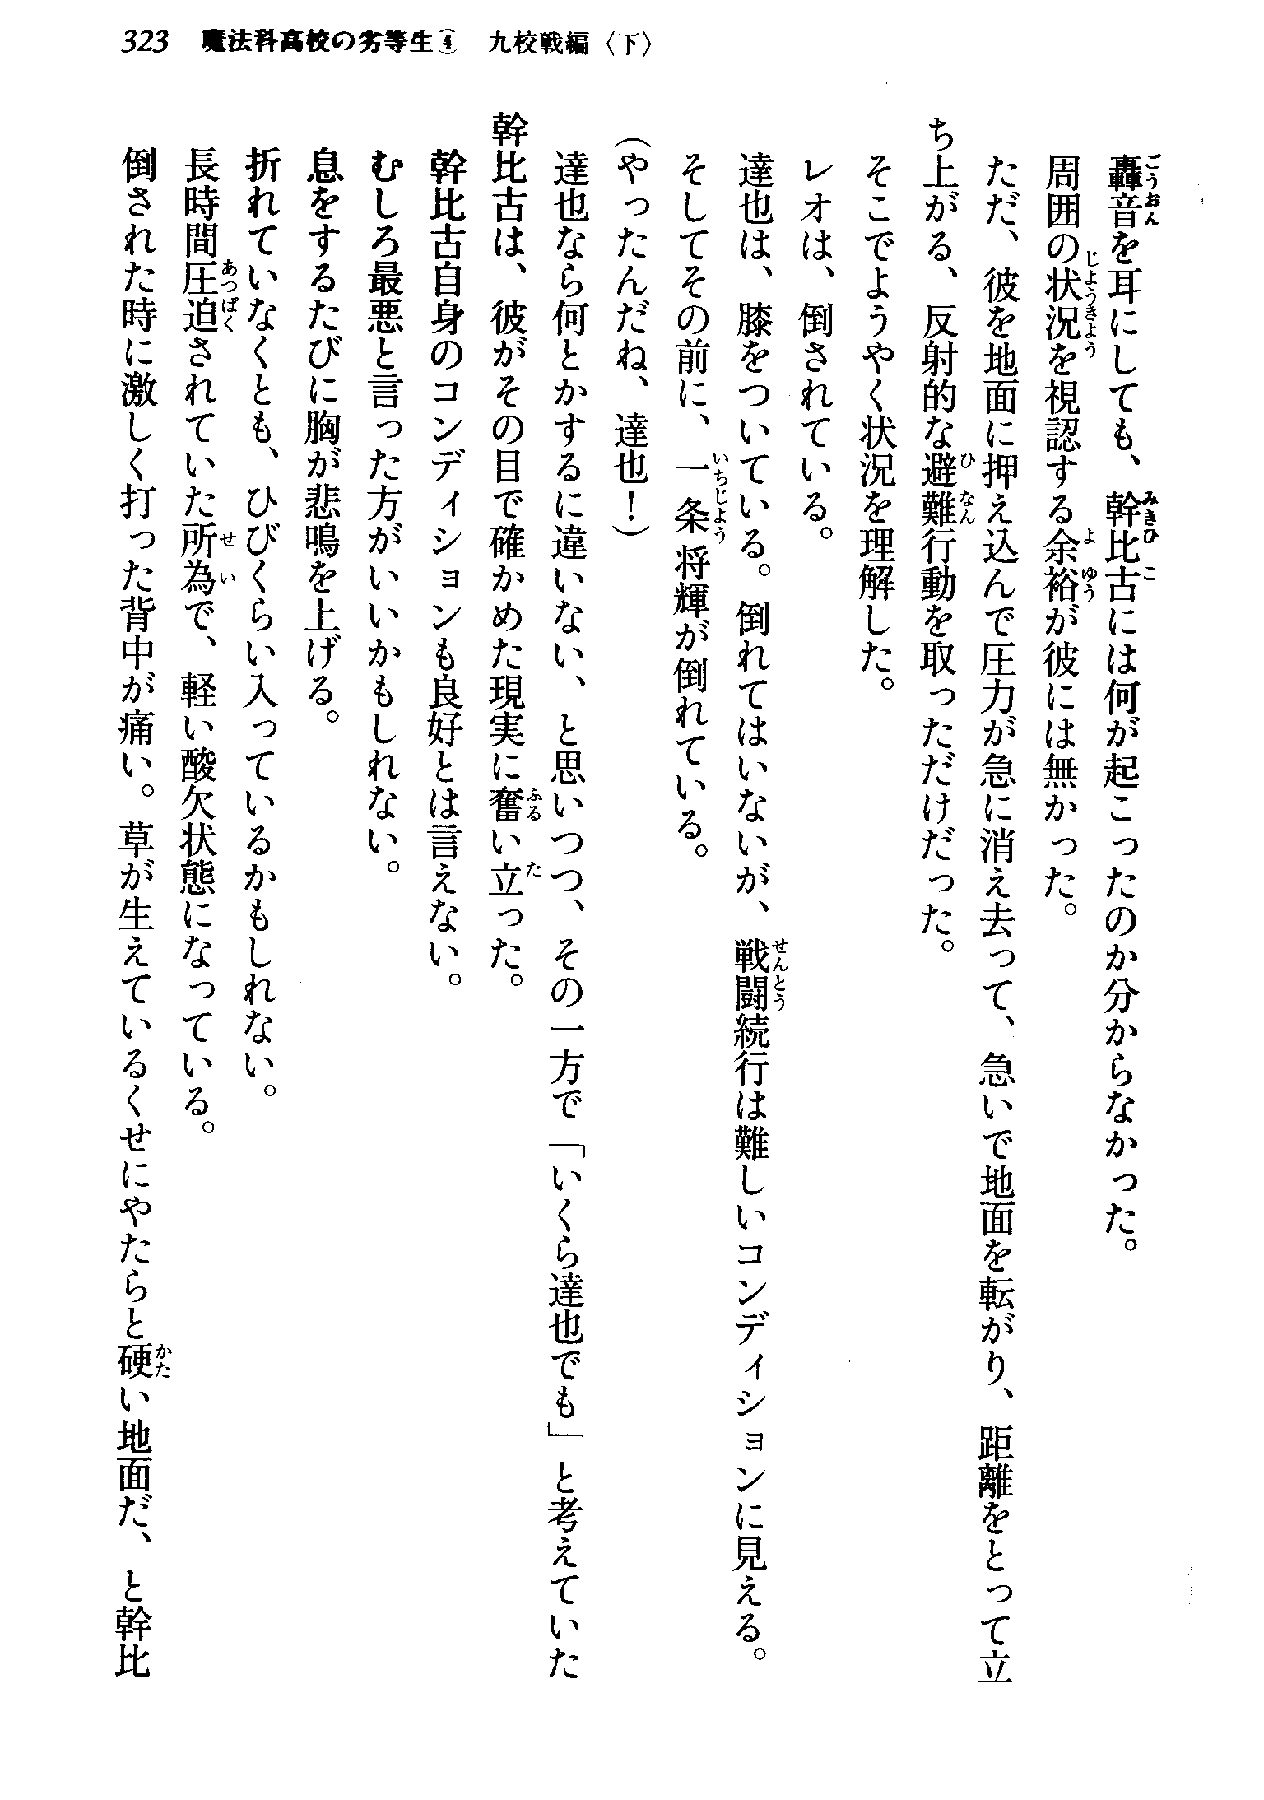 323 魔法科高校の劣等生④ 九校戦編〈下〉
轟音を耳にしても、幹比古には何が起こったのか分からなかった。
周囲の状況を視認する余裕が彼には無かった。
ただ、彼を地面に押え込んで圧力が急に消え去って、急いで地面を転がり、距離をとって立
ち上がる、反射的な避難行動を取っただけだった。
そこでようやく状況を理解した。
レオは、倒されている。
達也は、膝をついている。倒れてはいないが、戦闘続行は難しいコンディションに見える。
そしてその前に、一条将輝が倒れている。
(やったんだね、達也！)
達也なら何とかするに違いない、と思いつつ、その一方で「いくら達也でも」と考えていた
幹比古は、彼がその目で確かめた現実に奮い立った。
幹比古自身のコンディションも良好とは言えない。
むしろ最悪と言った方がいいかもしれない。
息をするたびに胸が悲鳴を上げる。
折れていなくとも、ひびくらい入っているかもしれない。
長時間圧迫されていた所為で、軽い酸欠状態になっている。
倒された時に激しく打った背中が痛い。草が生えているくせにやたらと硬い地面だ、と幹比